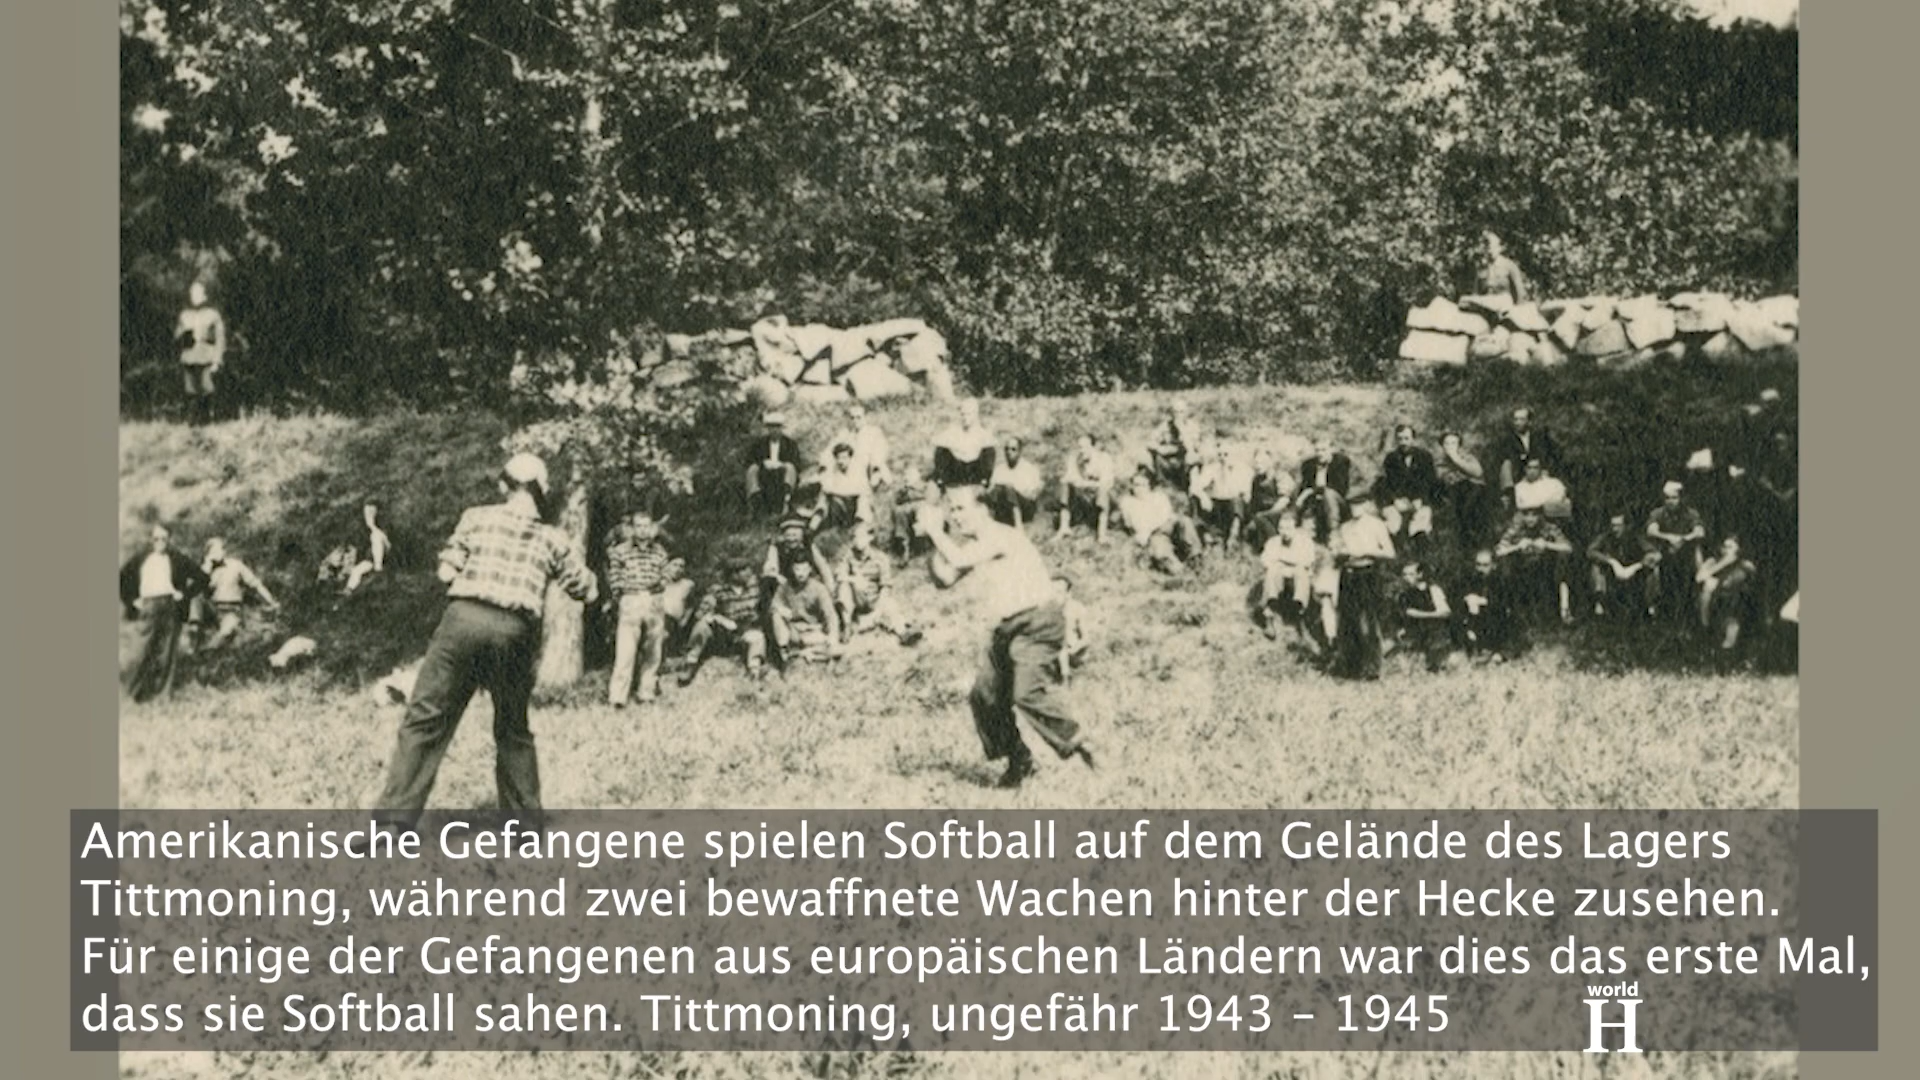 Amerikanische Gefangene spielen Softball auf dem Gelände des Lagers
Tittmoning, während zwei bewaffnete Wachen hinter der Hecke zusehen.
Für einige der Gefangenen aus europäischen Ländern war dies das erste Mal,
dass sie Softball sahen. Tittmoning, ungefähr 1943 – 1945
world
H